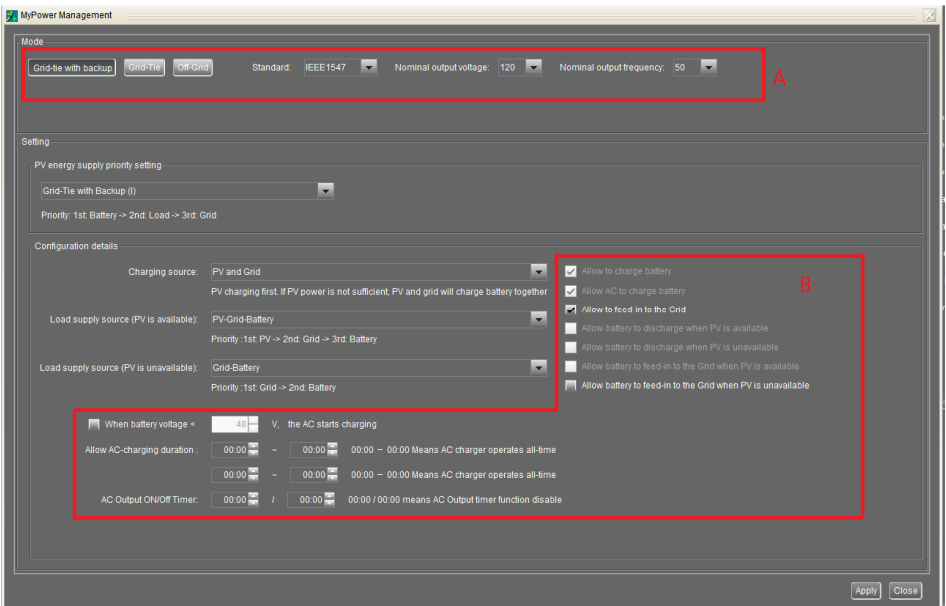 MyPower Management
Mode
Grid-tie with backup Grid-Tie Off-Grid Standard: IEEE1547 Nominal output voltage: 120 Nominal output frequency: 50
A
Setting
PV energy supply priority setting
Grid-Tie with Backup (I)
Priority: 1st: Battery -> 2nd: Load -> 3rd: Grid
Configuration details
Charging source: PV and Grid
PV charging first. If PV power is not sufficient, PV and grid will charge battery together
Load supply source (PV is available): PV-Grid-Battery
Priority :1st: PV -> 2nd: Grid -> 3rd: Battery
Load supply source (PV is unavailable): Grid-Battery
Priority :1st: Grid -> 2nd: Battery
B
Allow to charge battery
Allow AC to charge battery
Allow to feed-in to the Grid
Allow battery to discharge when PV is available
Allow battery to discharge when PV is unavailable
Allow battery to feed-in to the Grid when PV is available
Allow battery to feed-in to the Grid when PV is unavailable
When battery voltage < 48 V, the AC starts charging
Allow AC-charging duration : 00:00 ~ 00:00 00:00 – 00:00 Means AC charger operates all-time
00:00 ~ 00:00 00:00 – 00:00 Means AC charger operates all-time
AC Output ON/Off Timer: 00:00 / 00:00 00:00 / 00:00 means AC Output timer function disable
Apply Close